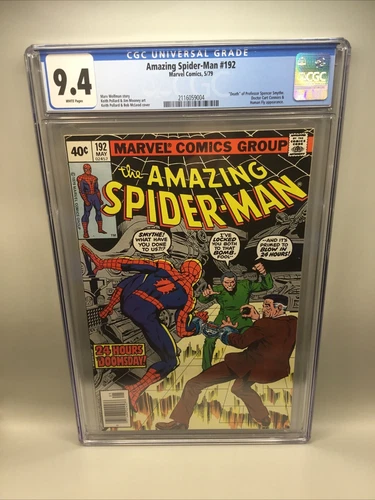 CGC UNIVERSAL GRADE
9.4
WHITE Pages
Amazing Spider-Man #192
Marvel Comics, 5/79
Marv Wolfman story
Keith Pollard & Jim Mooney art
Keith Pollard & Bob McLeod cover
"Death" of Professor Spencer Smythe.
Doctor Curt Connors &
Human Fly appearance.
2116059004
CGC
40¢
192
MAY
MARVEL COMICS GROUP
the AMAZING
SPIDER-MAN
SMYTHE!
WHAT HAVE
YOU DONE
TO US?!?
I'VE
LOCKED
YOU BOTH
TO THAT
BOMB,
FOOL--
--AND IT'S
PRIMED TO
BLOW IN
24 HOURS!
24 HOURS
TO DOOMSDAY!